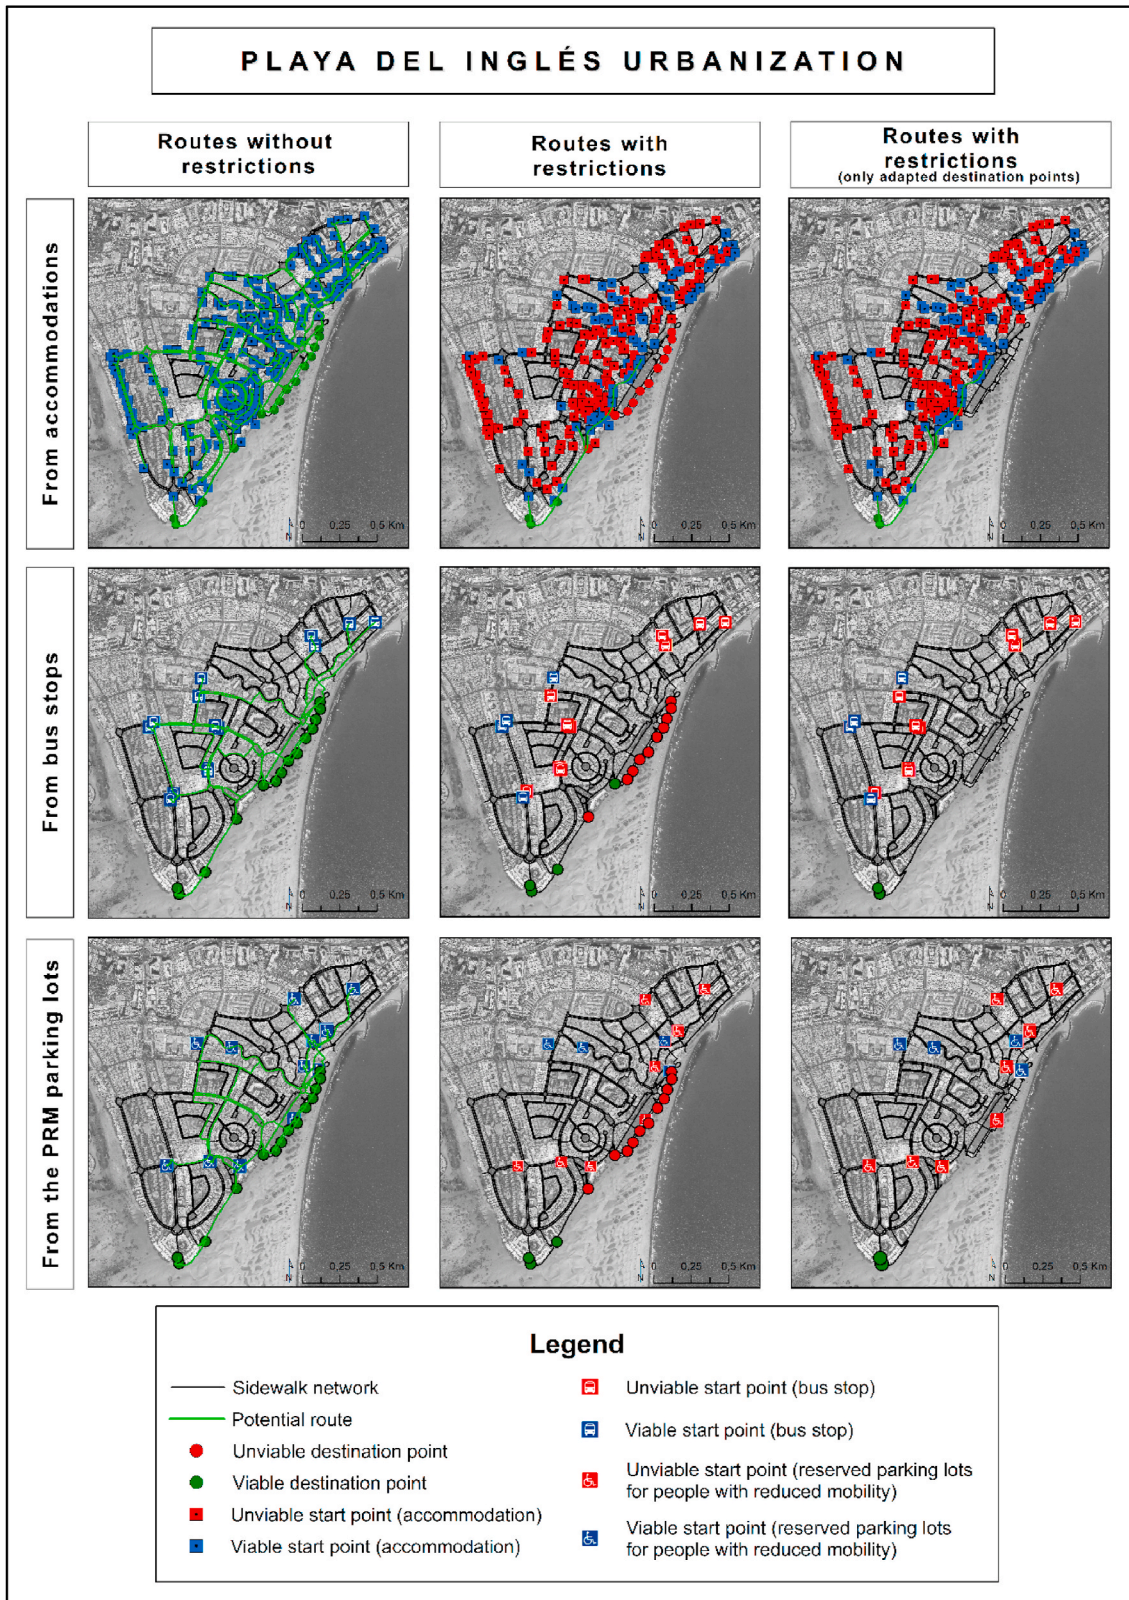 PLAYA DEL INGLÉS URBANIZATION
Routes without
restrictions
Routes with
restrictions
Routes with
restrictions
(only adapted destination points)
From accommodations
N
0 0,25 0,5 Km
N
0 0,25 0,5 Km
N
0 0,25 0,5 Km
From bus stops
N
0 0,25 0,5 Km
N
0 0,25 0,5 Km
N
0 0,25 0,5 Km
From the PRM parking lots
N
0 0,25 0,5 Km
N
0 0,25 0,5 Km
N
0 0,25 0,5 Km
Legend
Sidewalk network
Potential route
Unviable destination point
Viable destination point
Unviable start point (accommodation)
Viable start point (accommodation)
Unviable start point (bus stop)
Viable start point (bus stop)
Unviable start point (reserved parking lots
for people with reduced mobility)
Viable start point (reserved parking lots
for people with reduced mobility)